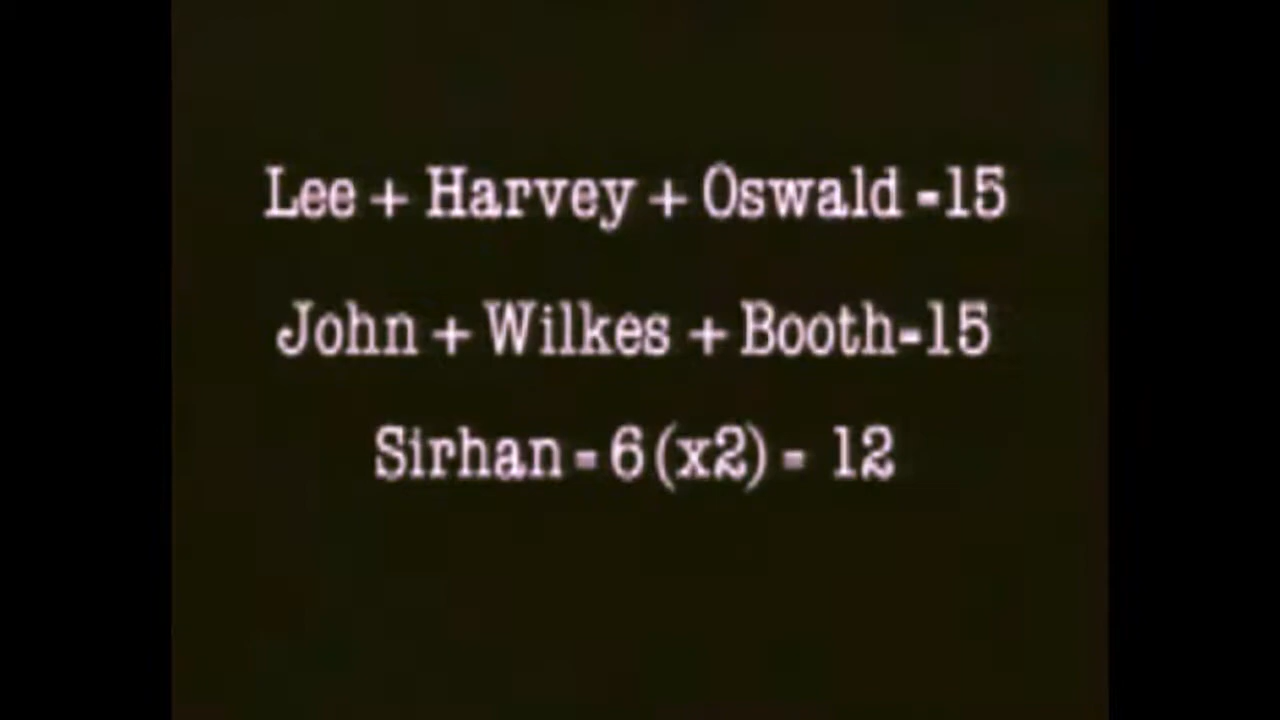 Lee + Harvey + Oswald =15
John + Wilkes + Booth=15
Sirhan = 6 (x2) = 12